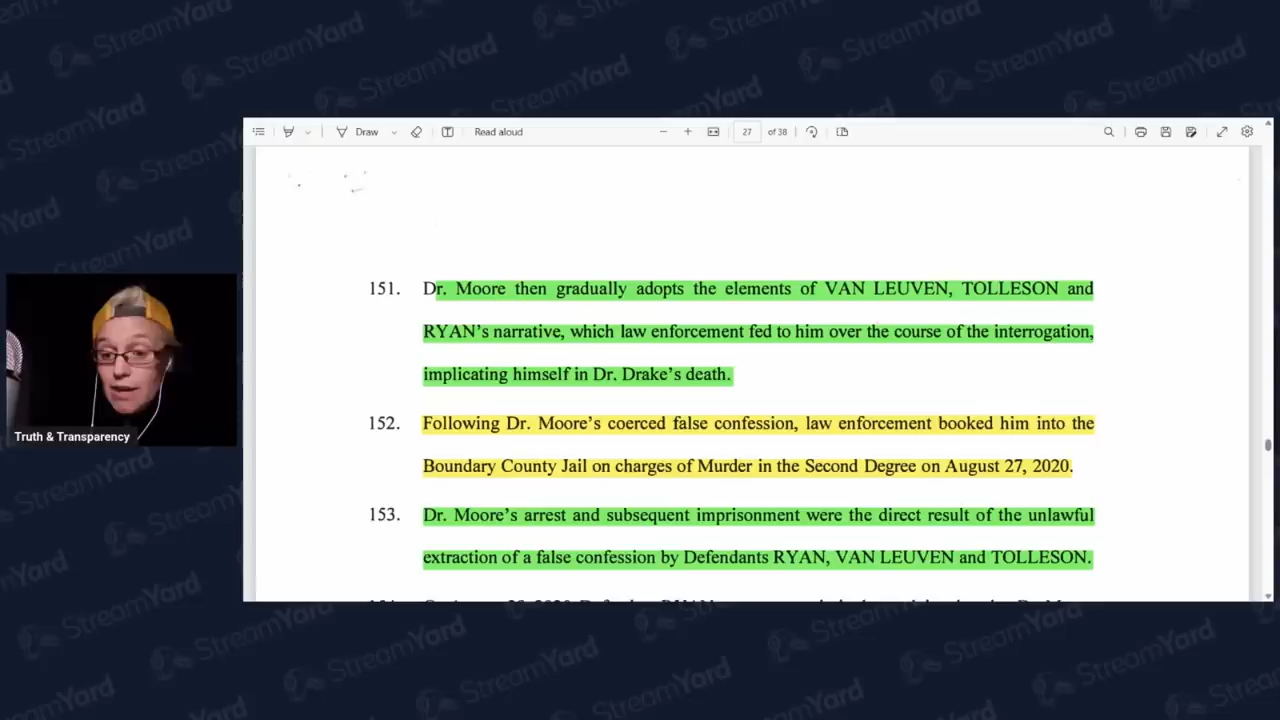 StreamYard
Draw
Read aloud
27
of 38
151. Dr. Moore then gradually adopts the elements of VAN LEUVEN, TOLLESON and
RYAN's narrative, which law enforcement fed to him over the course of the interrogation,
implicating himself in Dr. Drake's death.
152. Following Dr. Moore's coerced false confession, law enforcement booked him into the
Boundary County Jail on charges of Murder in the Second Degree on August 27, 2020.
153. Dr. Moore's arrest and subsequent imprisonment were the direct result of the unlawful
extraction of a false confession by Defendants RYAN, VAN LEUVEN and TOLLESON.
Truth & Transparency